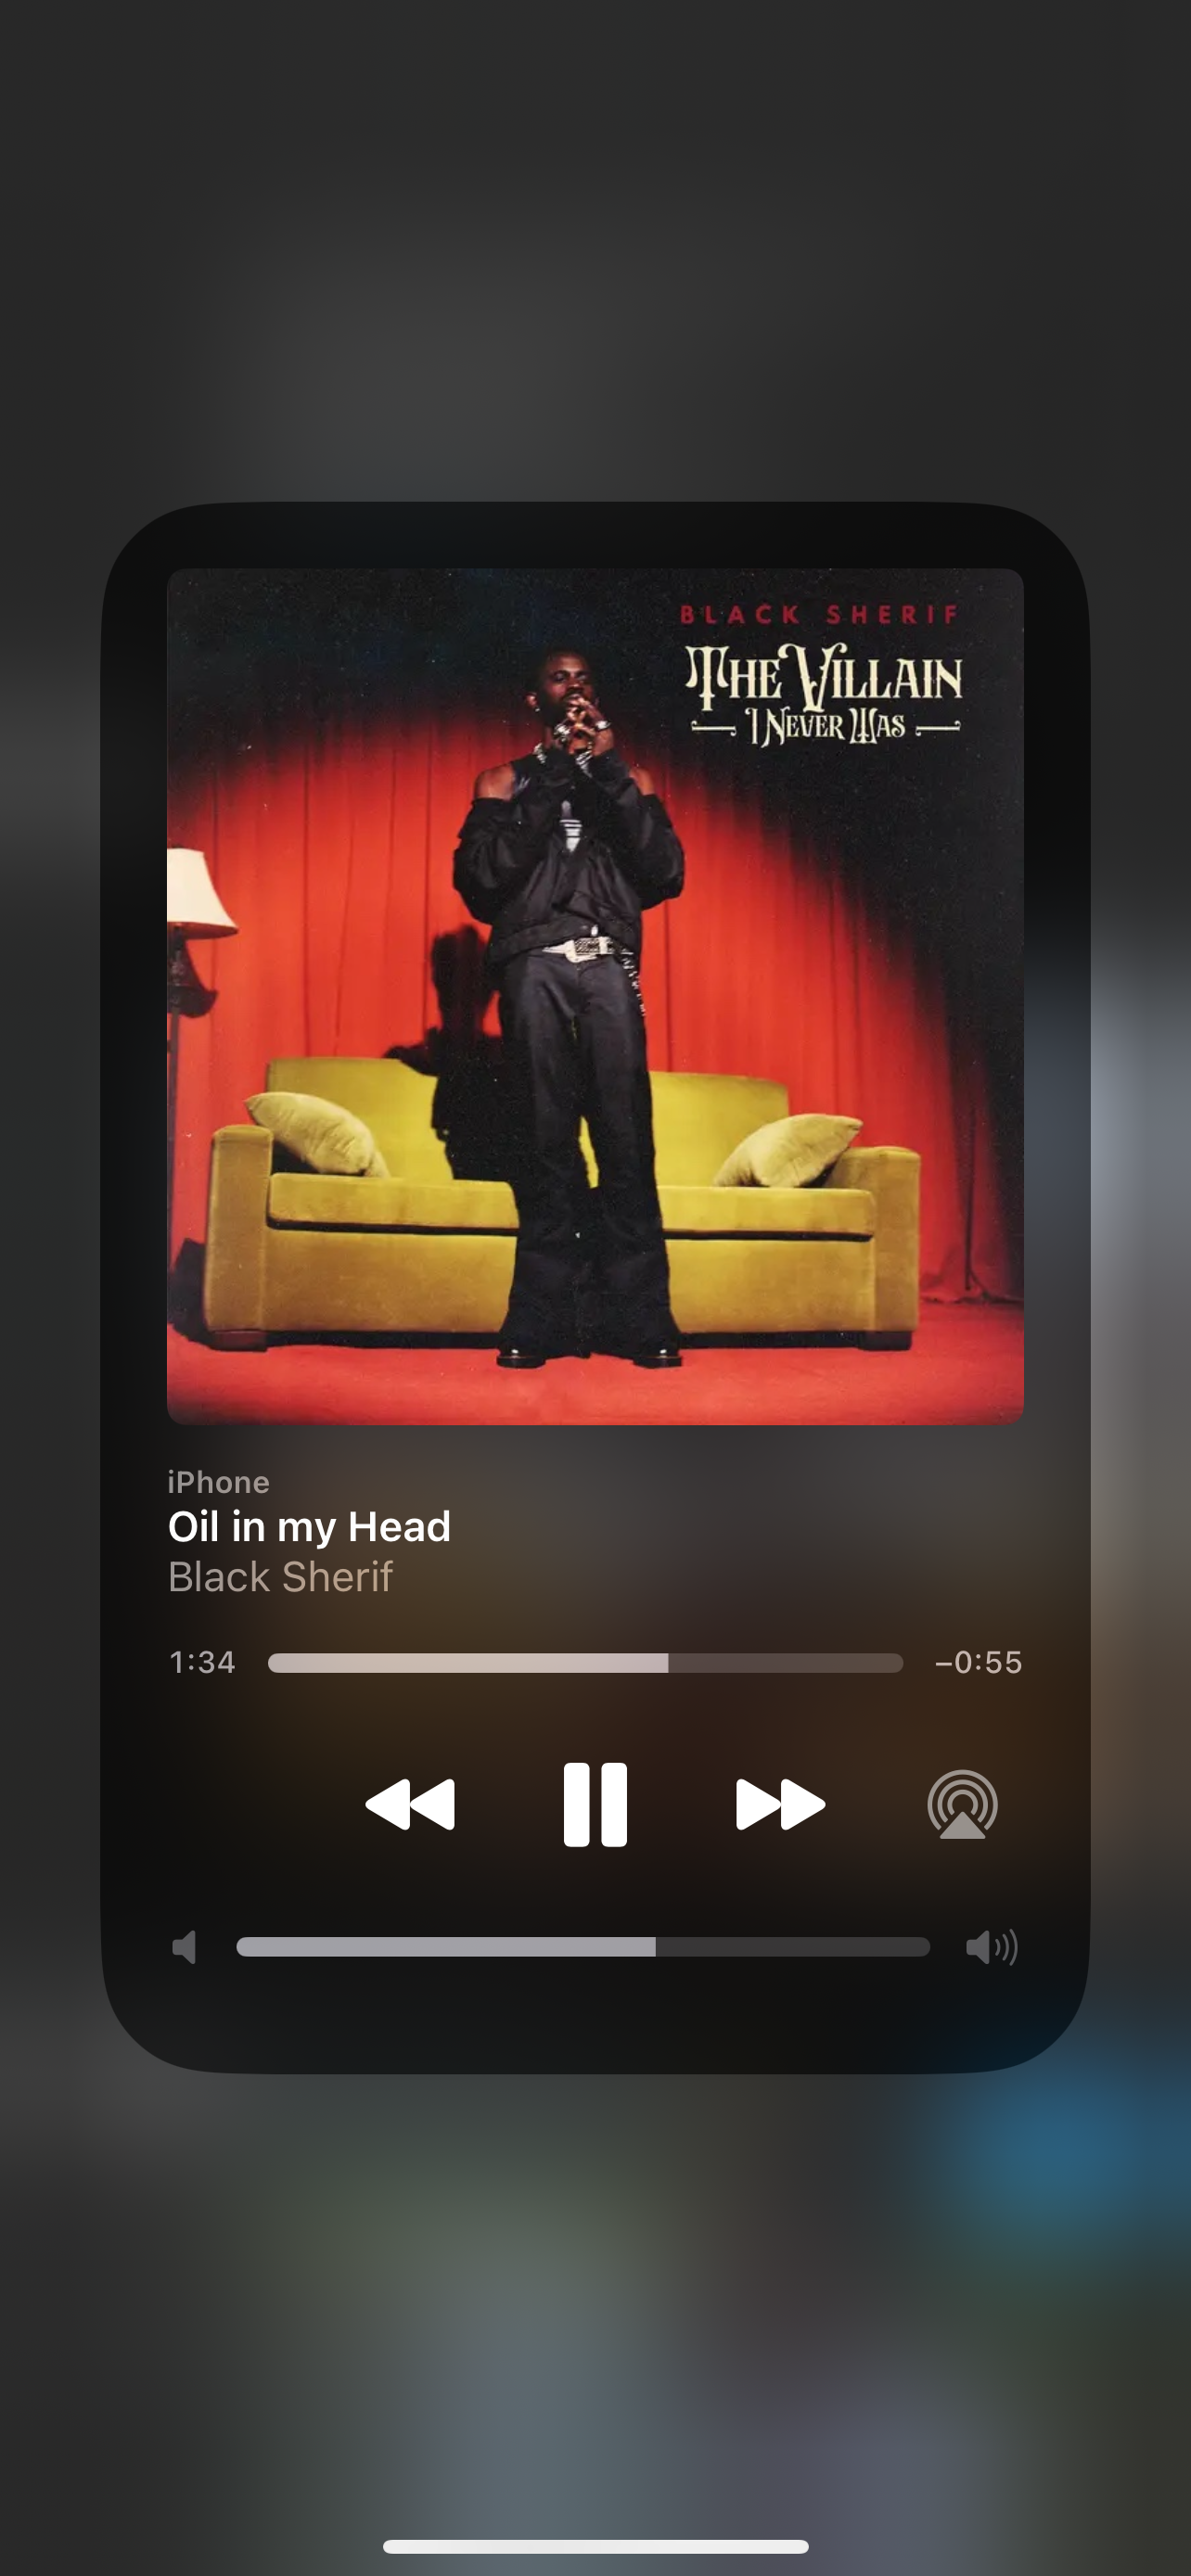 BLACK SHERIF
THE VILLAIN
I NEVER WAS
iPhone
Oil in my Head
Black Sherif
1:34
−0:55